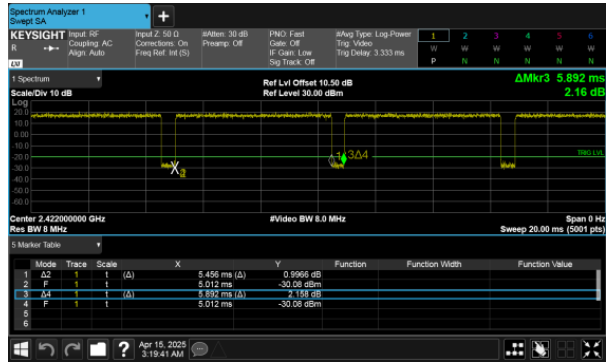 Spectrum Analyzer 1
Swept SA
+
KEYSIGHT Input: RF Input Z: 50 Ω #Atten: 30 dB PNO: Fast #Avg Type: Log-Power 1 2 3 4 5 6
R Coupling: AC Corrections: On Preamp: Off Gate: Off Trig: Video W W W W W W
Align: Auto Freq Ref: Int (S) IF Gain: Low Trig Delay: 3.333 ms P N N N N N
LXI Sig Track: Off
1 Spectrum ΔMkr3 5.892 ms
Scale/Div 10 dB Ref Lvl Offset 10.50 dB 2.16 dB
Ref Level 30.00 dBm
Log
20.0
10.0
0.00
-10.0
-20.0 TRIG LVL
-30.0
-40.0
-50.0
-60.0
X
3Δ4
Center 2.422000000 GHz #Video BW 8.0 MHz Span 0 Hz
Res BW 8 MHz Sweep 20.00 ms (5001 pts)
5 Marker Table
Mode Trace Scale X Y Function Function Width Function Value
1 Δ2 1 t (Δ) 5.456 ms (Δ) 0.9966 dB
2 F 1 t 5.012 ms -30.08 dBm
3 Δ4 1 t (Δ) 5.892 ms (Δ) 2.158 dB
4 F 1 t 5.012 ms -30.08 dBm
5
6
? Apr 15, 2025
3:19:41 AM